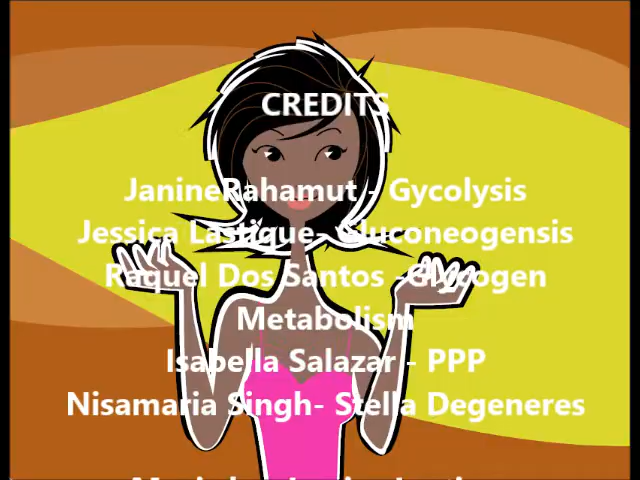 CREDITS
JanineRahamut - Gycolysis
Jessica Lastique- Gluconeogensis
Raquel Dos Santos -Glycogen
Metabolism
Isabella Salazar - PPP
Nisamaria Singh- Stella Degeneres